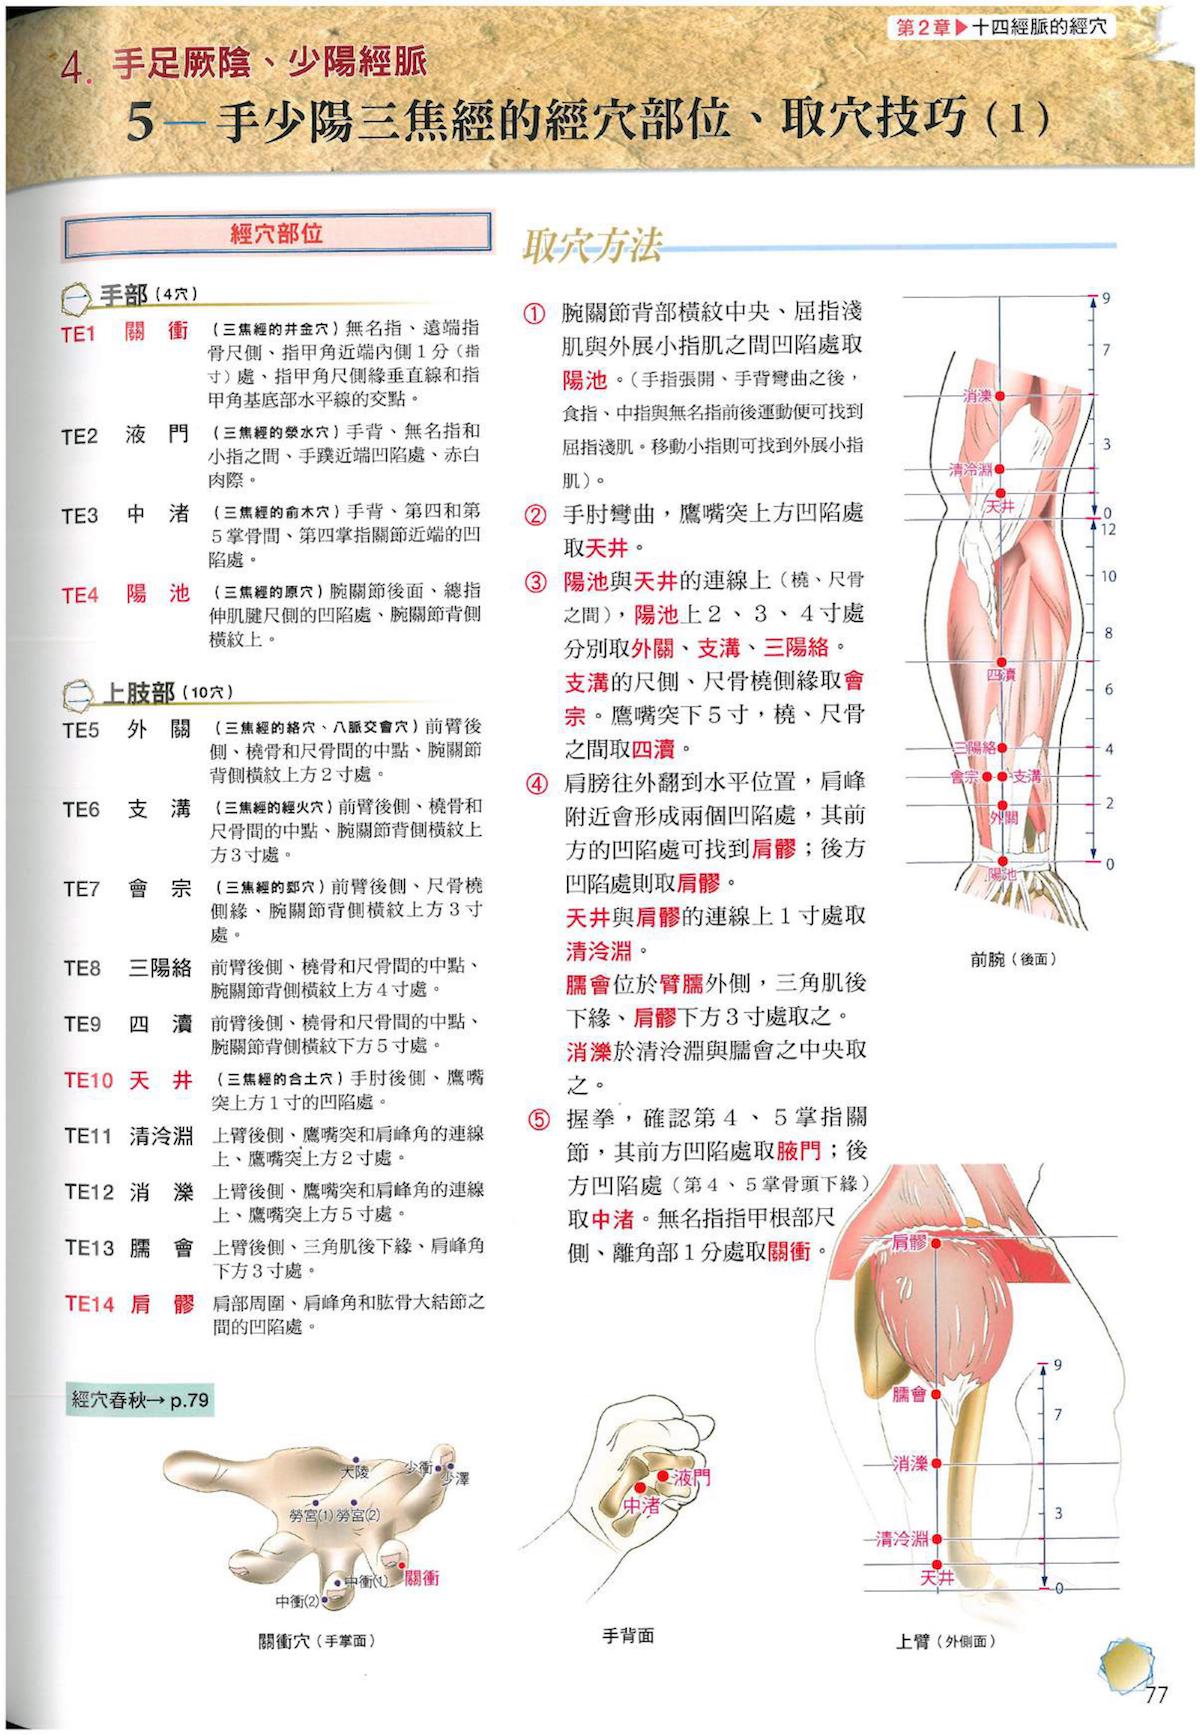 第2章▶十四經脈的經穴
4. 手足厥陰、少陽經脈
5—手少陽三焦經的經穴部位、取穴技巧(1)
經穴部位
一 手部(4穴)
TE1 關衝 (三焦經的井金穴)無名指、遠端指
骨尺側、指甲角近端內側1分(指
寸)處、指甲角尺側緣垂直線和指
甲角基底部水平線的交點。
TE2 液門 (三焦經的滎水穴)手背、無名指和
小指之間、手蹼近端凹陷處、赤白
肉際。
TE3 中渚 (三焦經的俞木穴)手背、第四和第
5掌骨間、第四掌指關節近端的凹
陷處。
TE4 陽池 (三焦經的原穴)腕關節後面、總指
伸肌腱尺側的凹陷處、腕關節背側
橫紋上。
二 上肢部(10穴)
TE5 外關 (三焦經的絡穴、八脈交會穴)前臂後
側、橈骨和尺骨間的中點、腕關節
背側橫紋上方2寸處。
TE6 支溝 (三焦經的經火穴)前臂後側、橈骨和
尺骨間的中點、腕關節背側橫紋上
方3寸處。
TE7 會宗 (三焦經的郄穴)前臂後側、尺骨橈
側緣、腕關節背側橫紋上方3寸
處。
TE8 三陽絡 前臂後側、橈骨和尺骨間的中點、
腕關節背側橫紋上方4寸處。
TE9 四瀆 前臂後側、橈骨和尺骨間的中點、
腕關節背側橫紋下方5寸處。
TE10 天井 (三焦經的合土穴)手肘後側、鷹嘴
突上方1寸的凹陷處。
TE11 清泠淵 上臂後側、鷹嘴突和肩峰角的連線
上、鷹嘴突上方2寸處。
TE12 消濼 上臂後側、鷹嘴突和肩峰角的連線
上、鷹嘴突上方5寸處。
TE13 臑會 上臂後側、三角肌後下緣、肩峰角
下方3寸處。
TE14 肩髎 肩部周圍、肩峰角和肱骨大結節之
間的凹陷處。
經穴春秋→p.79
取穴方法
① 腕關節背部橫紋中央、屈指淺
肌與外展小指肌之間凹陷處取
陽池。(手指張開、手背彎曲之後，
食指、中指與無名指前後運動便可找到
屈指淺肌。移動小指則可找到外展小指
肌)。
② 手肘彎曲，鷹嘴突上方凹陷處
取天井。
③ 陽池與天井的連線上(橈、尺骨
之間)，陽池上2、3、4寸處
分別取外關、支溝、三陽絡。
支溝的尺側、尺骨橈側緣取會
宗。鷹嘴突下5寸，橈、尺骨
之間取四瀆。
④ 肩膀往外翻到水平位置，肩峰
附近會形成兩個凹陷處，其前
方的凹陷處可找到肩髎；後方
凹陷處則取肩髎。
天井與肩髎的連線上1寸處取
清泠淵。
臑會位於臂臑外側，三角肌後
下緣、肩髎下方3寸處取之。
消濼於清泠淵與臑會之中央取
之。
⑤ 握拳，確認第4、5掌指關
節，其前方凹陷處取腋門；後
方凹陷處(第4、5掌骨頭下緣)
取中渚。無名指指甲根部尺
側、離角部1分處取關衝。
9
7
消濼
3
清冷淵
天井
0
12
10
8
四瀆
6
三陽絡
4
會宗 支溝
2
外關
0
陽池
前腕(後面)
大陵
少衝
少澤
勞宮(1) 勞宮(2)
中衝(1)
關衝
中衝(2)
關衝穴(手掌面)
液門
中渚
手背面
肩髎
9
臑會
7
消濼
3
清冷淵
天井
0
上臂(外側面)
77